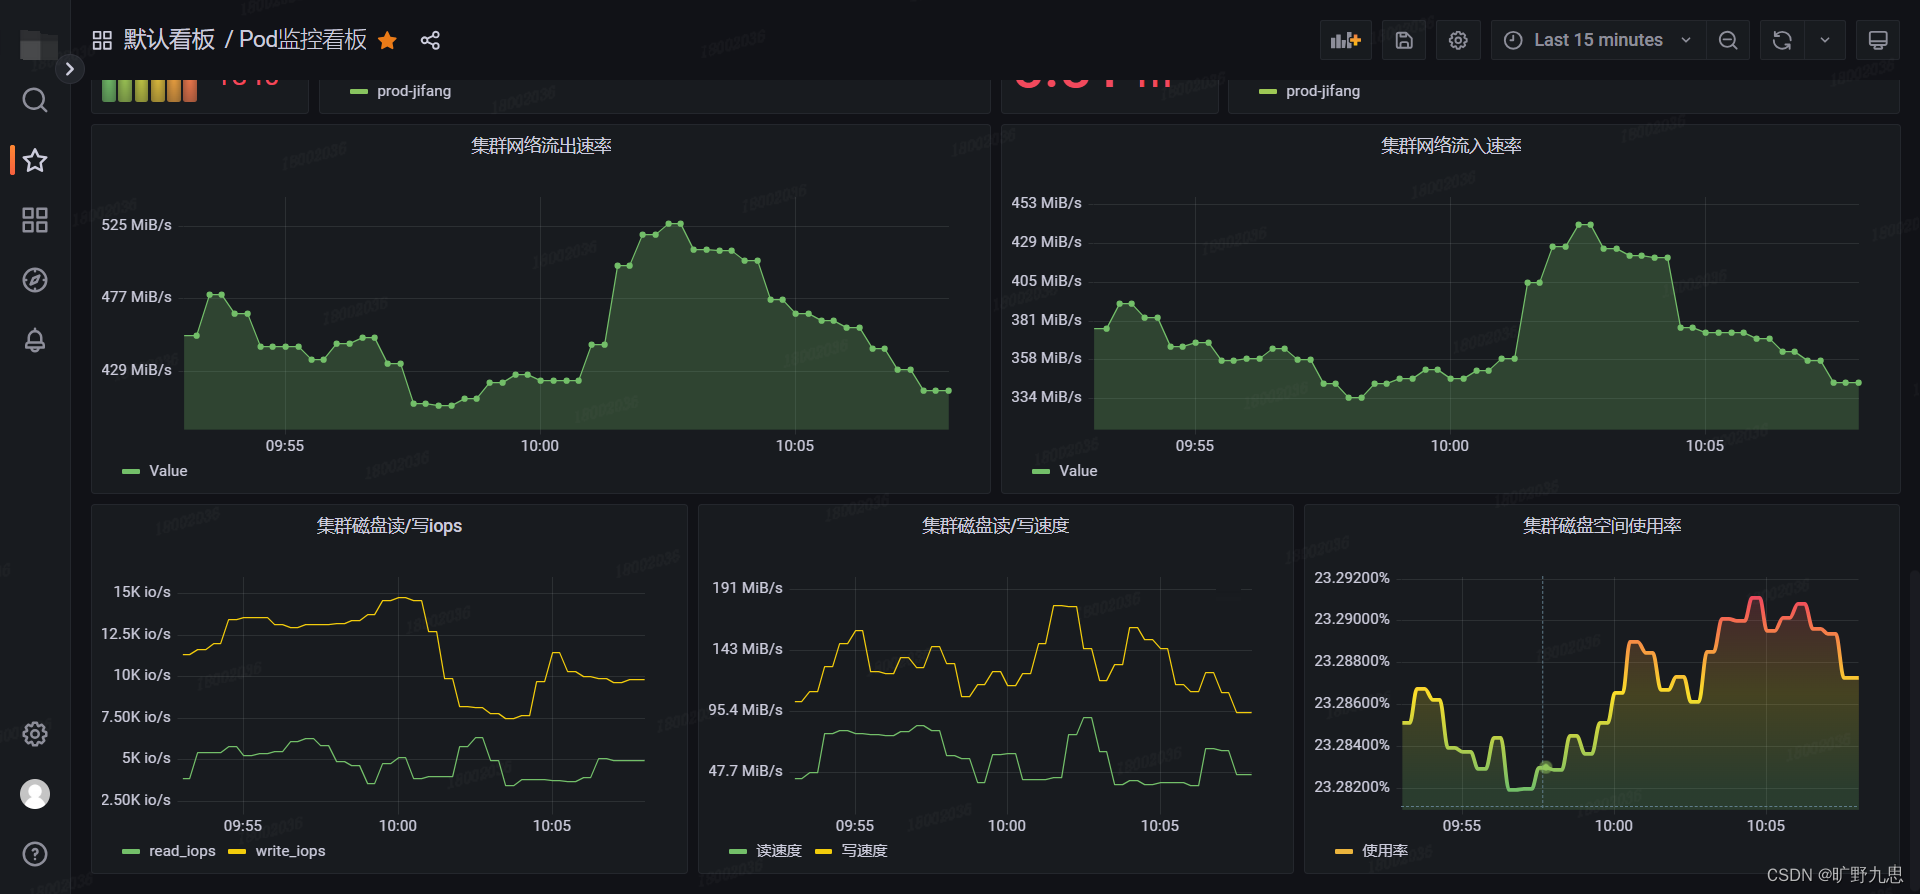 默认看板 / Pod监控看板
Last 15 minutes
prod-jifang
prod-jifang
集群网络流出速率
525 MiB/s
477 MiB/s
429 MiB/s
09:55 10:00 10:05
Value
集群网络流入速率
453 MiB/s
429 MiB/s
405 MiB/s
381 MiB/s
358 MiB/s
334 MiB/s
09:55 10:00 10:05
Value
集群磁盘读/写iops
15K io/s
12.5K io/s
10K io/s
7.50K io/s
5K io/s
2.50K io/s
09:55 10:00 10:05
read_iops write_iops
集群磁盘读/写速度
191 MiB/s
143 MiB/s
95.4 MiB/s
47.7 MiB/s
09:55 10:00 10:05
读速度 写速度
集群磁盘空间使用率
23.29200%
23.29000%
23.28800%
23.28600%
23.28400%
23.28200%
09:55 10:00 10:05
使用率
CSDN @旷野九思
18002036